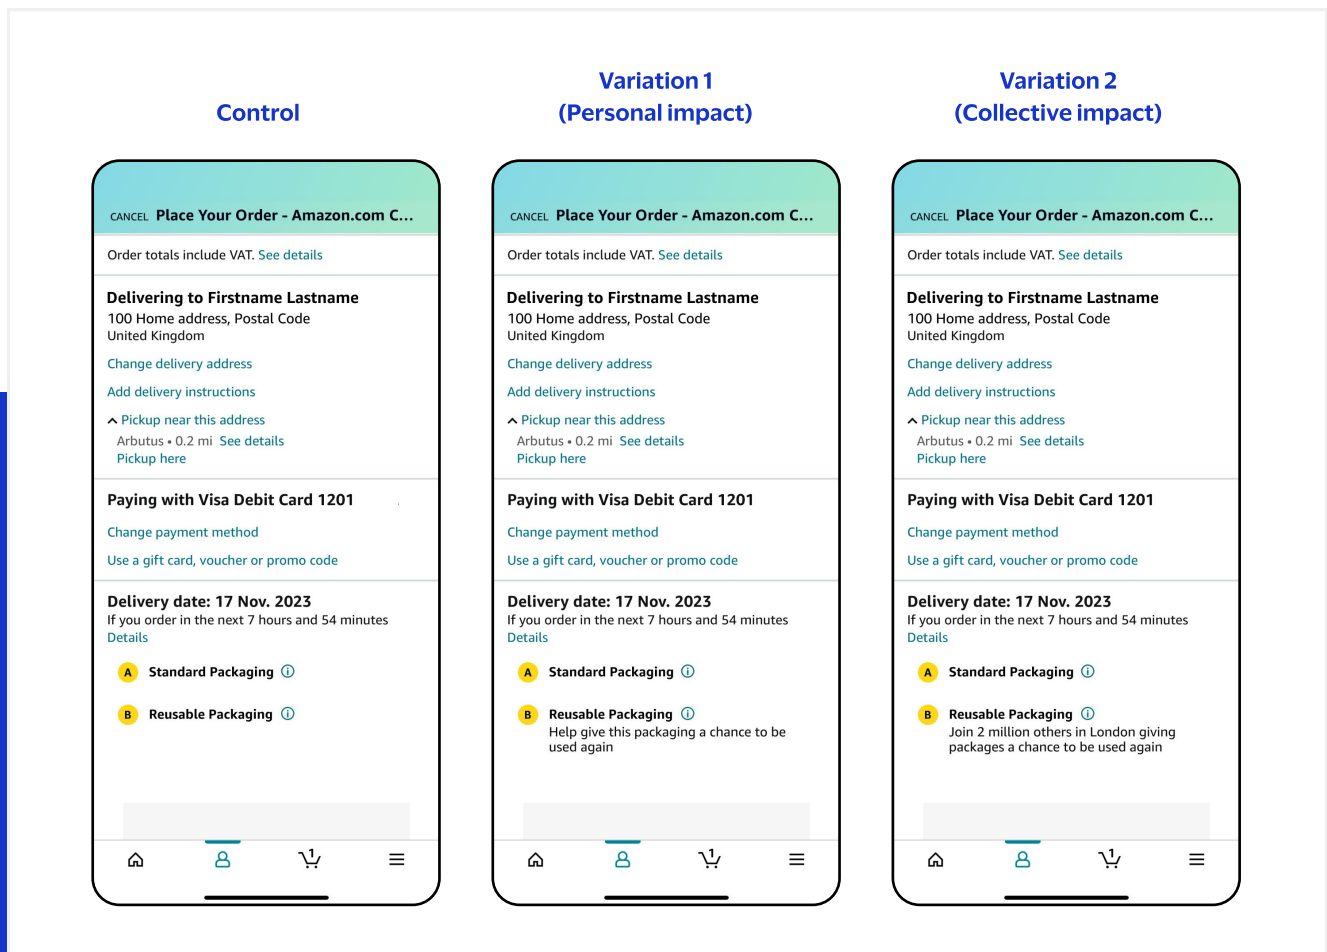 Control
CANCEL Place Your Order - Amazon.com C...
Order totals include VAT. See details
Delivering to Firstname Lastname
100 Home address, Postal Code
United Kingdom
Change delivery address
Add delivery instructions
Pickup near this address
Arbutus • 0.2 mi See details
Pickup here
Paying with Visa Debit Card 1201
Change payment method
Use a gift card, voucher or promo code
Delivery date: 17 Nov. 2023
If you order in the next 7 hours and 54 minutes
Details
A Standard Packaging
B Reusable Packaging
1
Variation 1
(Personal impact)
CANCEL Place Your Order - Amazon.com C...
Order totals include VAT. See details
Delivering to Firstname Lastname
100 Home address, Postal Code
United Kingdom
Change delivery address
Add delivery instructions
Pickup near this address
Arbutus • 0.2 mi See details
Pickup here
Paying with Visa Debit Card 1201
Change payment method
Use a gift card, voucher or promo code
Delivery date: 17 Nov. 2023
If you order in the next 7 hours and 54 minutes
Details
A Standard Packaging
B Reusable Packaging
Help give this packaging a chance to be
used again
1
Variation 2
(Collective impact)
CANCEL Place Your Order - Amazon.com C...
Order totals include VAT. See details
Delivering to Firstname Lastname
100 Home address, Postal Code
United Kingdom
Change delivery address
Add delivery instructions
Pickup near this address
Arbutus • 0.2 mi See details
Pickup here
Paying with Visa Debit Card 1201
Change payment method
Use a gift card, voucher or promo code
Delivery date: 17 Nov. 2023
If you order in the next 7 hours and 54 minutes
Details
A Standard Packaging
B Reusable Packaging
Join 2 million others in London giving
packages a chance to be used again
1